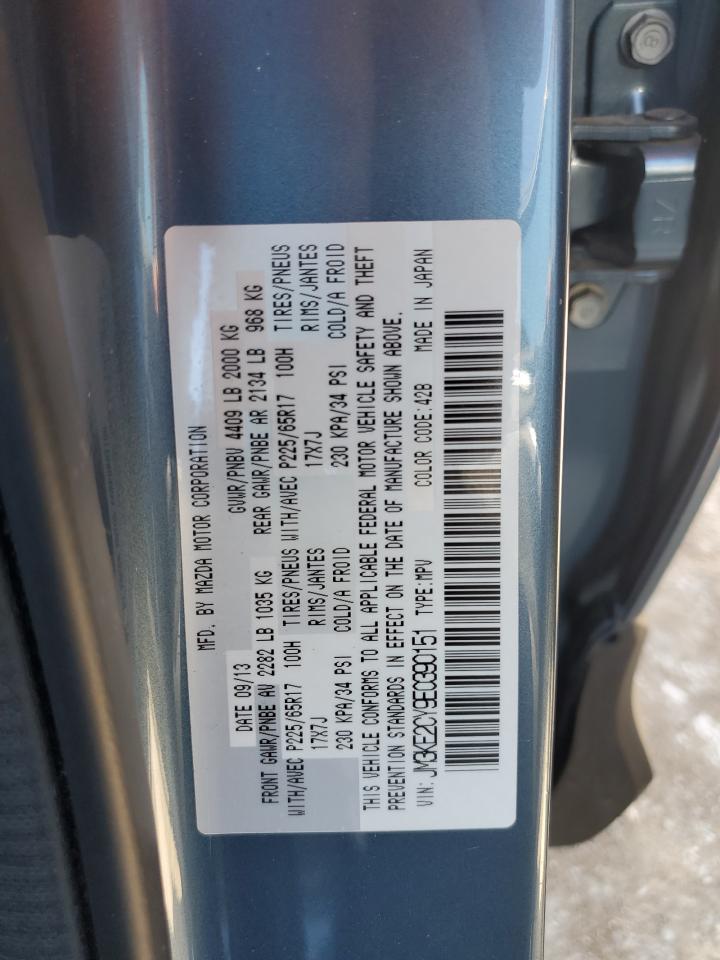 MFD. BY MAZDA MOTOR CORPORATION
DATE 09/13 GVWR/PNBV 4409 LB 2000 KG
FRONT GAWR/PNBE AV 2282 LB 1035 KG REAR GAWR/PNBE AR 2134 LB 968 KG
WITH/AVEC P225/65R17 100H TIRES/PNEUS WITH/AVEC P225/65R17 100H TIRES/PNEUS
17X7J RIMS/JANTES 17X7J RIMS/JANTES
230 KPA/34 PSI COLD/A FROID 230 KPA/34 PSI COLD/A FROID
THIS VEHICLE CONFORMS TO ALL APPLICABLE FEDERAL MOTOR VEHICLE SAFETY AND THEFT
PREVENTION STANDARDS IN EFFECT ON THE DATE OF MANUFACTURE SHOWN ABOVE.
VIN: JM3KE2CY9E0390151 TYPE:MPV COLOR CODE:42B MADE IN JAPAN